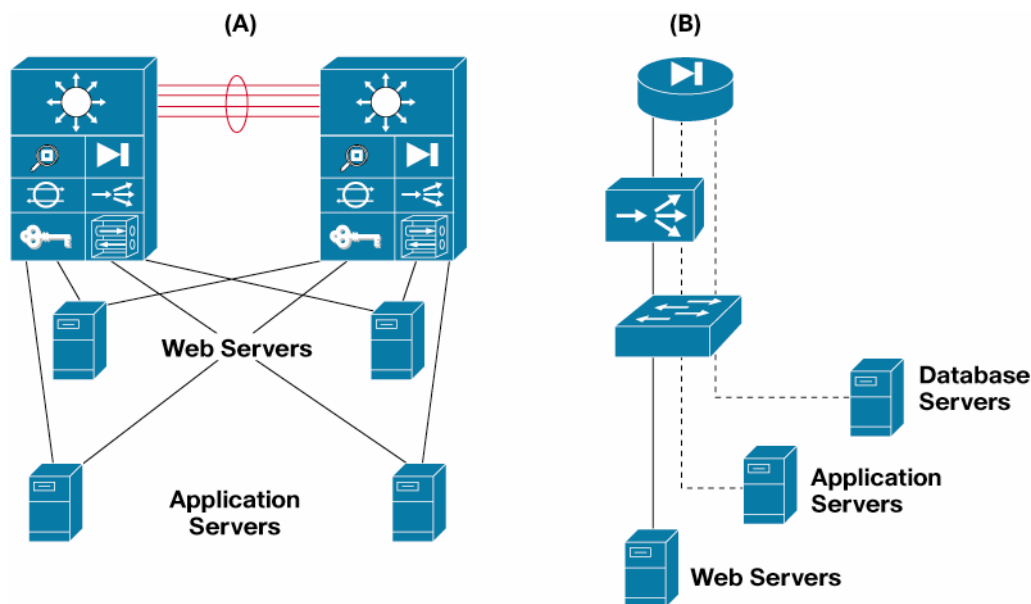 (A)
(B)
Web Servers
Application
Servers
Database
Servers
Application
Servers
Web Servers